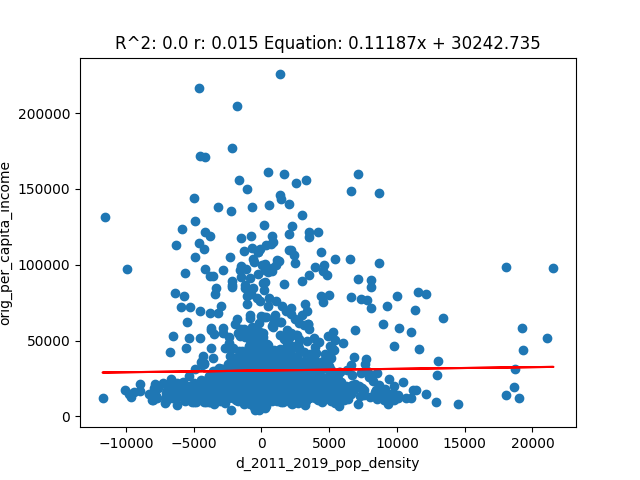 R^2: 0.0 r: 0.015 Equation: 0.11187x + 30242.735
orig_per_capita_income
200000
150000
100000
50000
0
−10000 −5000 0 5000 10000 15000 20000
d_2011_2019_pop_density